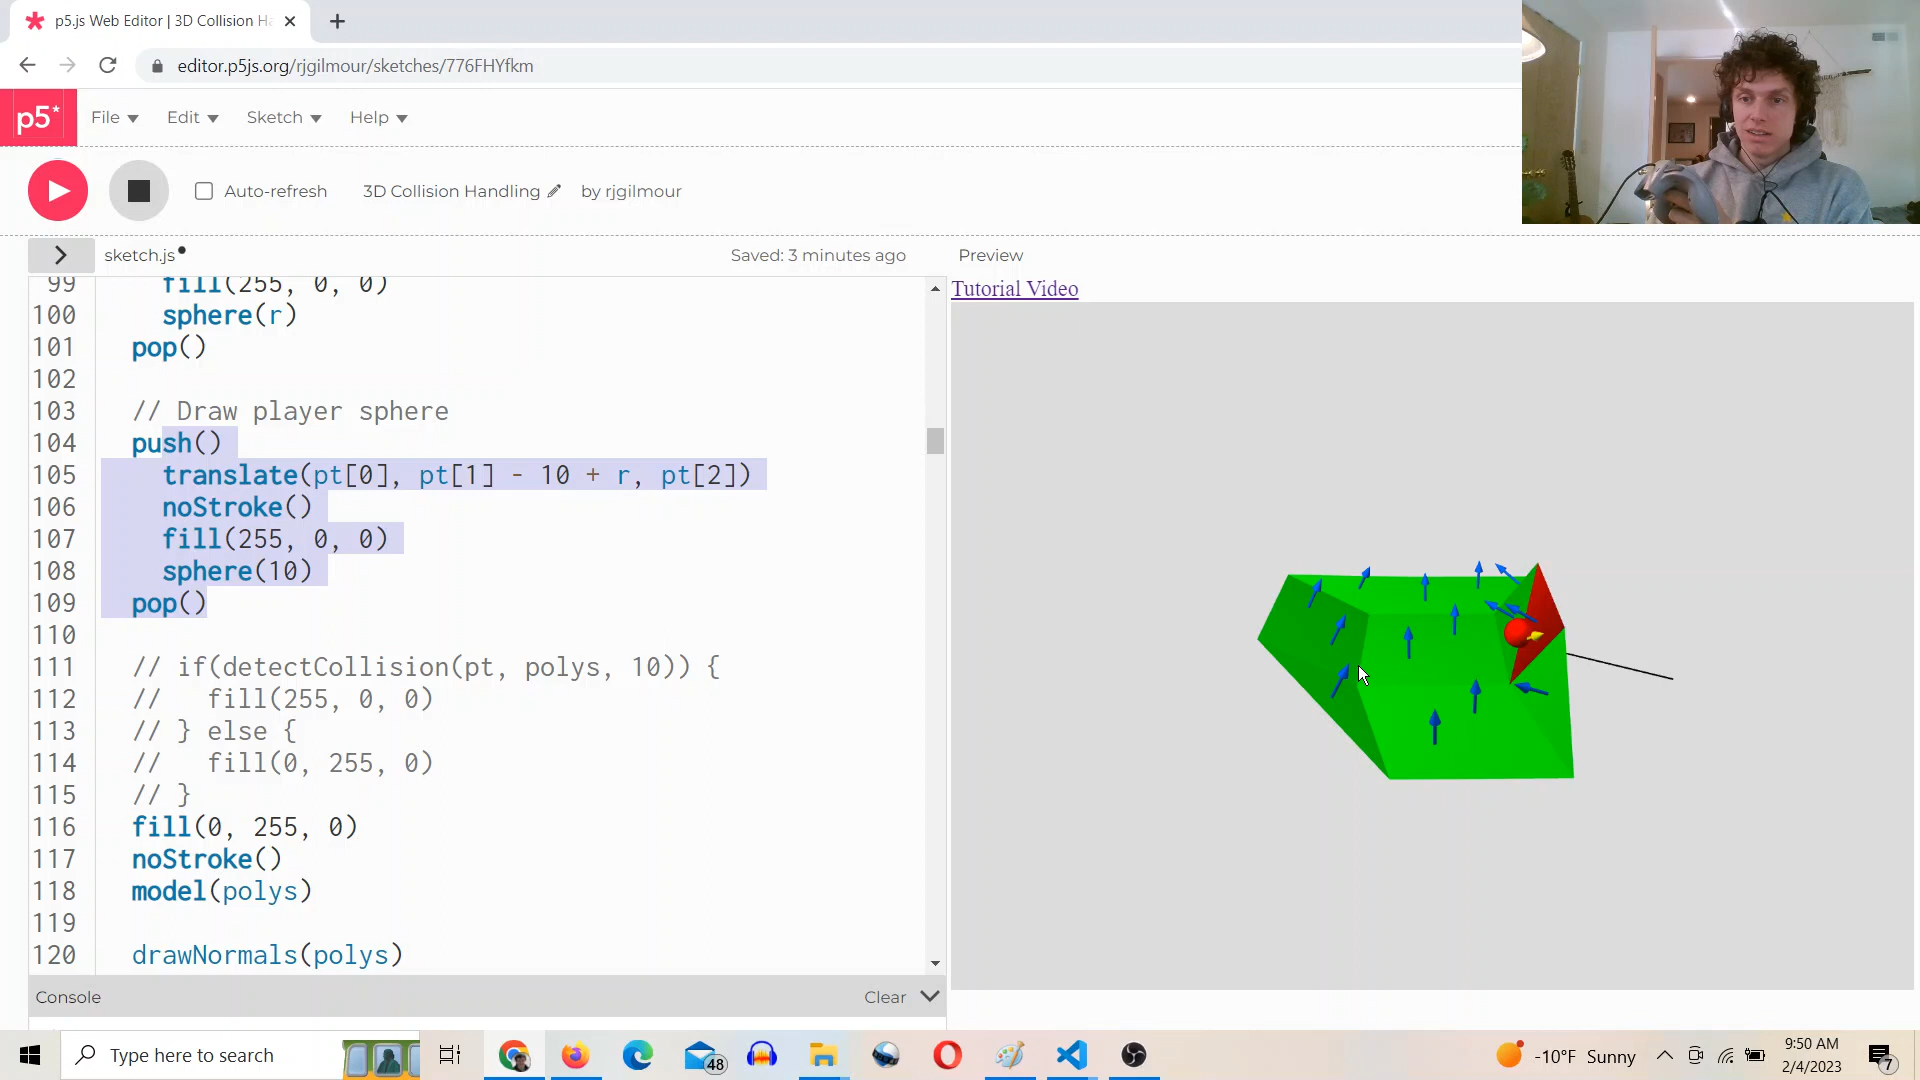 p5.js Web Editor | 3D Collision Ha
editor.p5js.org/rjgilmour/sketches/776FHYfkm
p5* File Edit Sketch Help
Auto-refresh 3D Collision Handling by rjgilmour
sketch.js Saved: 3 minutes ago Preview
Tutorial Video
99 fill(255, 0, 0)
100 sphere(r)
101 pop()
102
103 // Draw player sphere
104 push()
105 translate(pt[0], pt[1] - 10 + r, pt[2])
106 noStroke()
107 fill(255, 0, 0)
108 sphere(10)
109 pop()
110
111 // if(detectCollision(pt, polys, 10)) {
112 //   fill(255, 0, 0)
113 // } else {
114 //   fill(0, 255, 0)
115 // }
116 fill(0, 255, 0)
117 noStroke()
118 model(polys)
119
120 drawNormals(polys)
Console Clear
Type here to search 48 -10°F Sunny 9:50 AM
2/4/2023 7